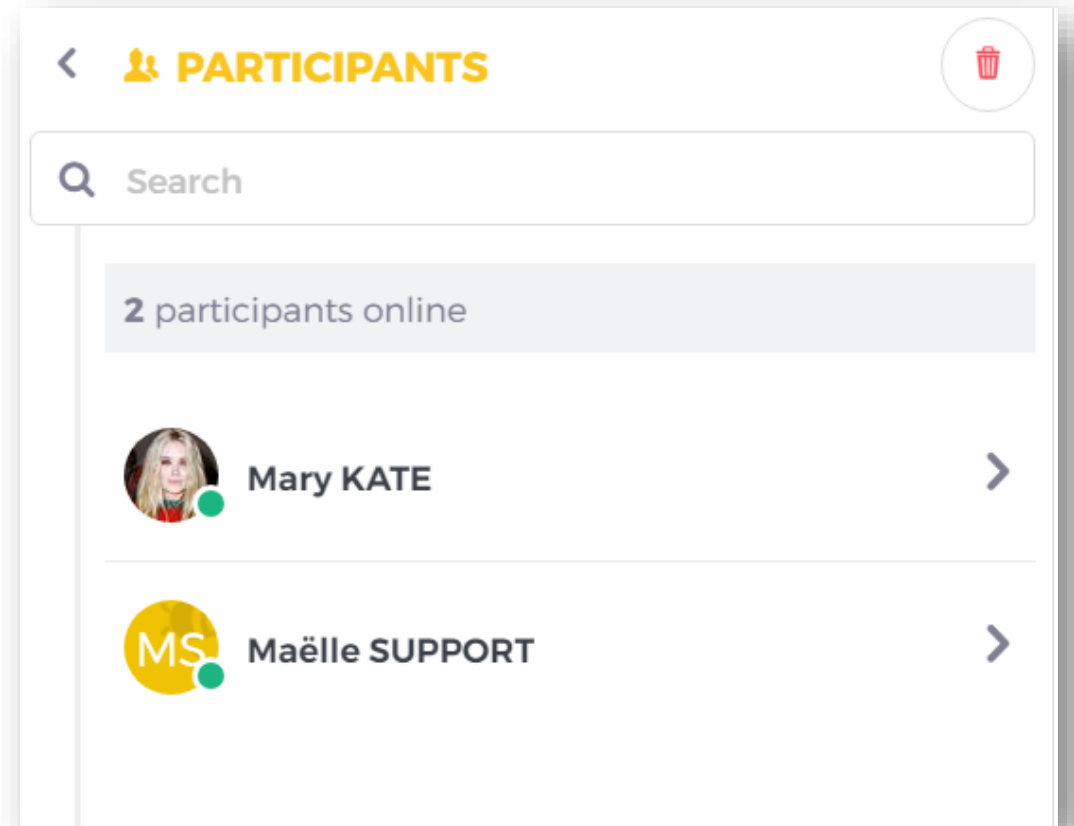 PARTICIPANTS
Search
2 participants online
Mary KATE
MS
Maëlle SUPPORT